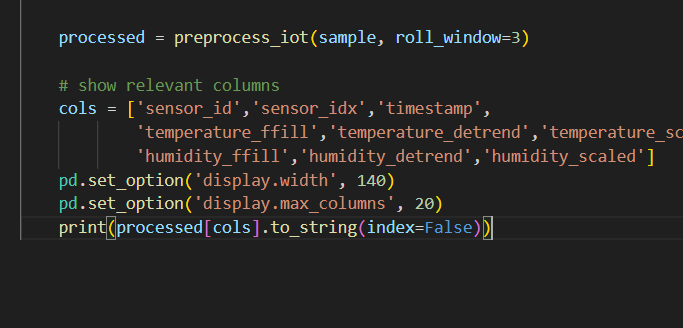 processed = preprocess_iot(sample, roll_window=3)
# show relevant columns
cols = ['sensor_id','sensor_idx','timestamp',
'temperature_ffill','temperature_detrend','temperature_sc
'humidity_ffill','humidity_detrend','humidity_scaled']
pd.set_option('display.width', 140)
pd.set_option('display.max_columns', 20)
print(processed[cols].to_string(index=False))